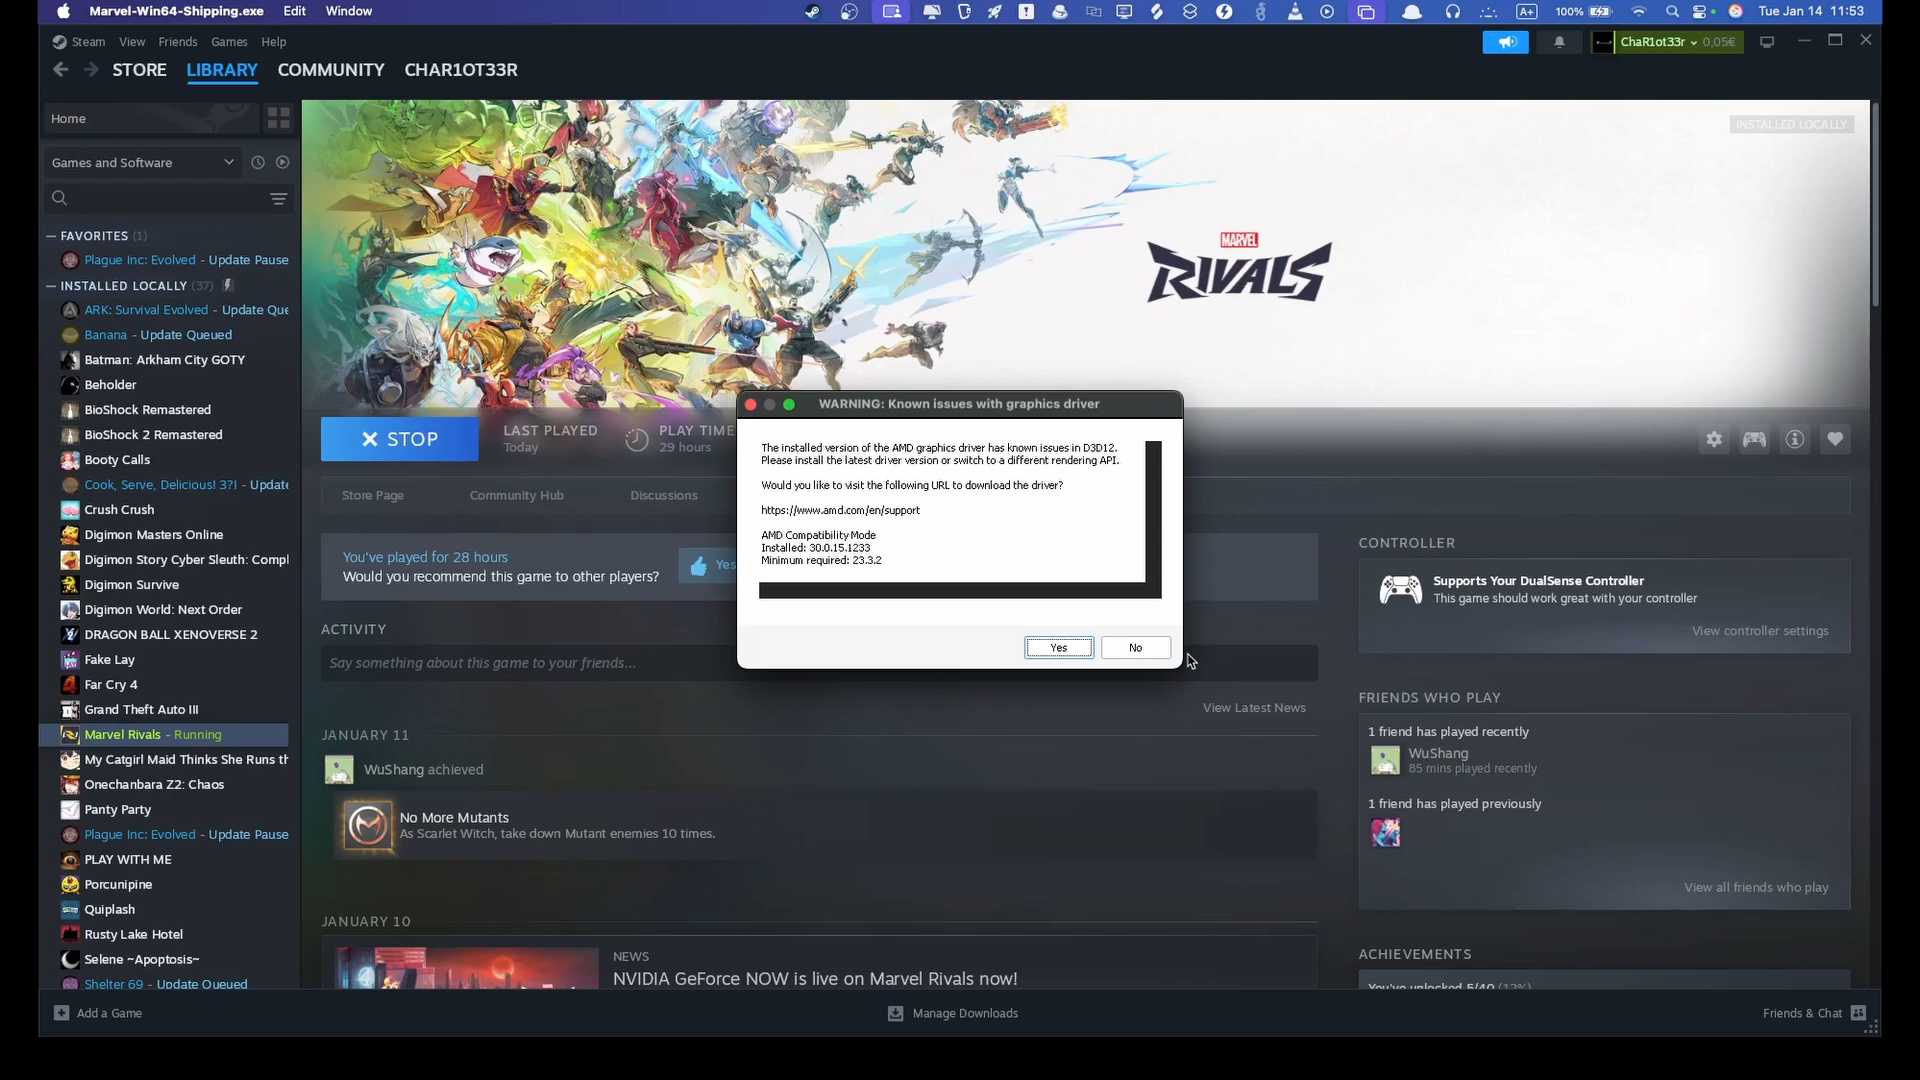 Marvel-Win64-Shipping.exe Edit Window
A+ 100% Tue Jan 14 11:53
Steam View Friends Games Help
ChaR1ot33r 0,05€
STORE LIBRARY COMMUNITY CHAR1OT33R
Home
INSTALLED LOCALLY
Games and Software
FAVORITES (1)
Plague Inc: Evolved - Update Pause
INSTALLED LOCALLY (37)
ARK: Survival Evolved - Update Que
Banana - Update Queued
Batman: Arkham City GOTY
Beholder
BioShock Remastered
BioShock 2 Remastered
Booty Calls
Cook, Serve, Delicious! 3?! - Update
Crush Crush
Digimon Masters Online
Digimon Story Cyber Sleuth: Compl
Digimon Survive
Digimon World: Next Order
DRAGON BALL XENOVERSE 2
Fake Lay
Far Cry 4
Grand Theft Auto III
Marvel Rivals - Running
My Catgirl Maid Thinks She Runs th
Onechanbara Z2: Chaos
Panty Party
Plague Inc: Evolved - Update Pause
PLAY WITH ME
Porcunipine
Quiplash
Rusty Lake Hotel
Selene ~Apoptosis~
Shelter 69 - Update Queued
MARVEL
RIVALS
STOP
LAST PLAYED
Today
PLAY TIME
29 hours
Store Page Community Hub Discussions
You've played for 28 hours
Would you recommend this game to other players?
Yes
WARNING: Known issues with graphics driver
The installed version of the AMD graphics driver has known issues in D3D12.
Please install the latest driver version or switch to a different rendering API.
Would you like to visit the following URL to download the driver?
https://www.amd.com/en/support
AMD Compatibility Mode
Installed: 30.0.15.1233
Minimum required: 23.3.2
Yes No
ACTIVITY
Say something about this game to your friends...
View Latest News
JANUARY 11
WuShang achieved
No More Mutants
As Scarlet Witch, take down Mutant enemies 10 times.
JANUARY 10
NEWS
NVIDIA GeForce NOW is live on Marvel Rivals now!
CONTROLLER
Supports Your DualSense Controller
This game should work great with your controller
View controller settings
FRIENDS WHO PLAY
1 friend has played recently
WuShang
85 mins played recently
1 friend has played previously
View all friends who play
ACHIEVEMENTS
You've unlocked 5/40 (12%)
Add a Game
Manage Downloads
Friends & Chat